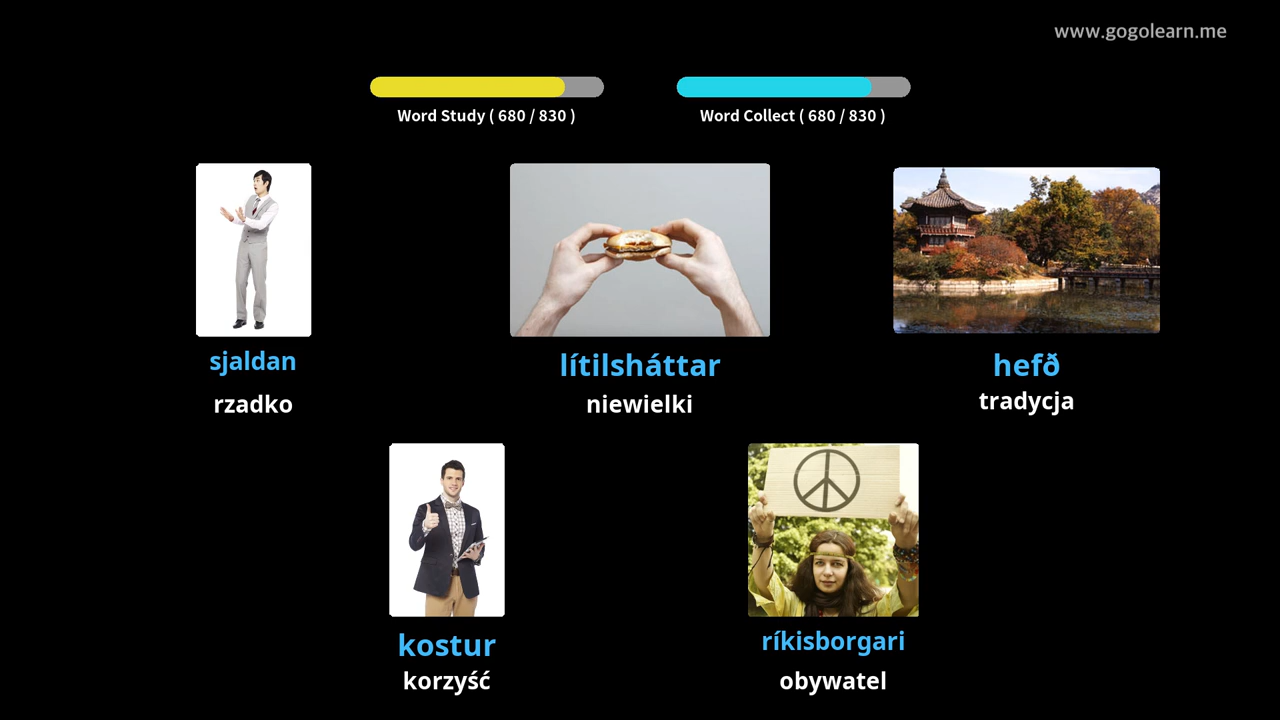 www.gogolearn.me
Word Study ( 680 / 830 )
Word Collect ( 680 / 830 )
sjaldan
rzadko
lítilsháttar
niewielki
hefð
tradycja
kostur
korzyść
ríkisborgari
obywatel